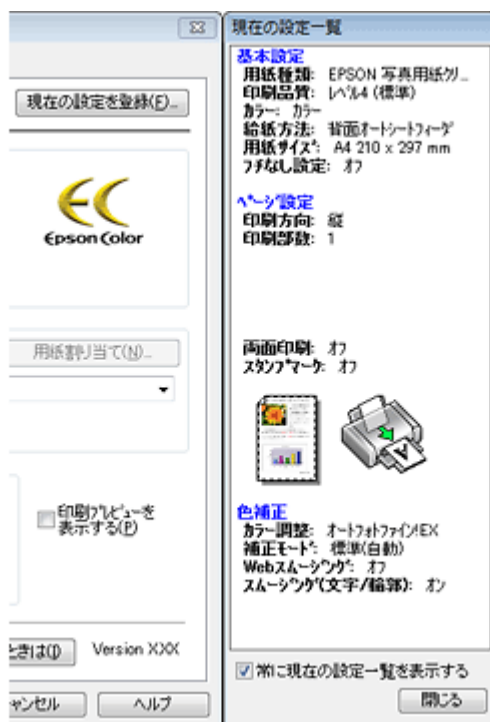 現在の設定を登録(F)...
Epson Color
用紙割り当て(N)...
印刷プレビューを
表示する(P)
ときは(I)
Version X.XX
ャンセル
ヘルプ
現在の設定一覧
基本設定
用紙種類: EPSON 写真用紙クリ...
印刷品質: レベル4 (標準)
カラー: カラー
給紙方法: 背面オートシートフィーダ
用紙サイズ: A4 210 x 297 mm
フチなし設定: オフ
ページ設定
印刷方向: 縦
印刷部数: 1
両面印刷: オフ
スタンプマーク: オフ
色補正
カラー調整: オートフォトファイン!EX
補正モード: 標準(自動)
Webスムージング: オフ
スムージング(文字/輪郭): オン
常に現在の設定一覧を表示する
閉じる